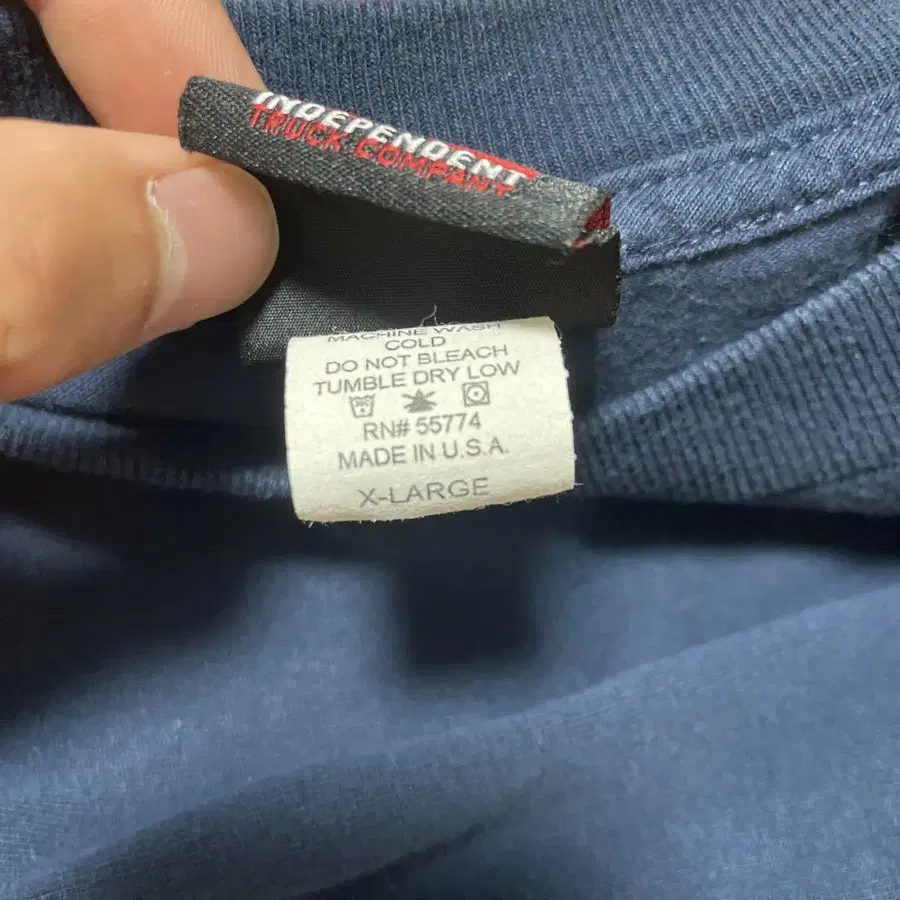 INDEPENDENT
TRUCK COMPANY
MACHINE WASH
COLD
DO NOT BLEACH
TUMBLE DRY LOW
RN# 55774
MADE IN U.S.A.
X-LARGE